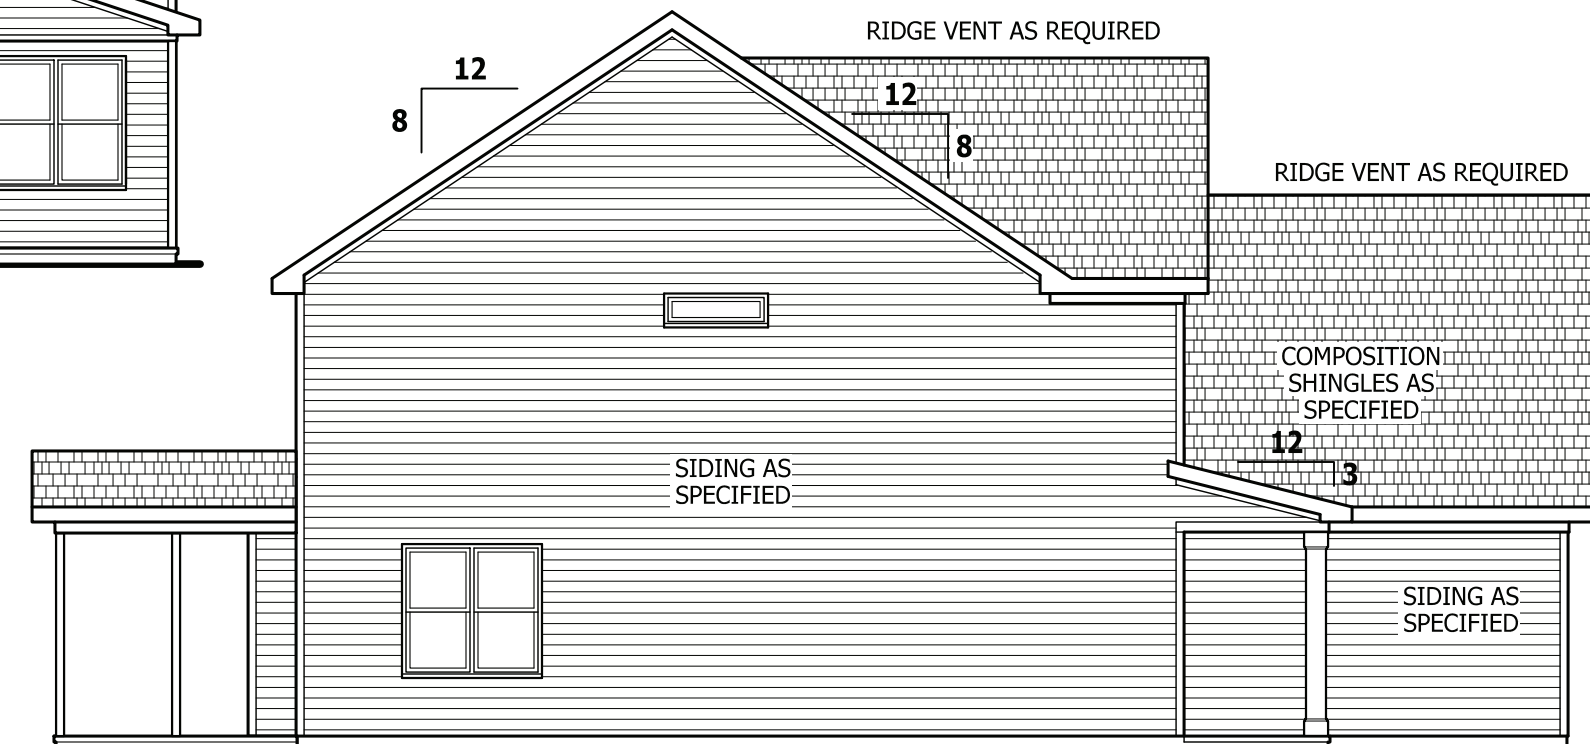 RIDGE VENT AS REQUIRED
12
8
12
8
RIDGE VENT AS REQUIRED
COMPOSITION
SHINGLES AS
SPECIFIED
12
3
SIDING AS
SPECIFIED
SIDING AS
SPECIFIED